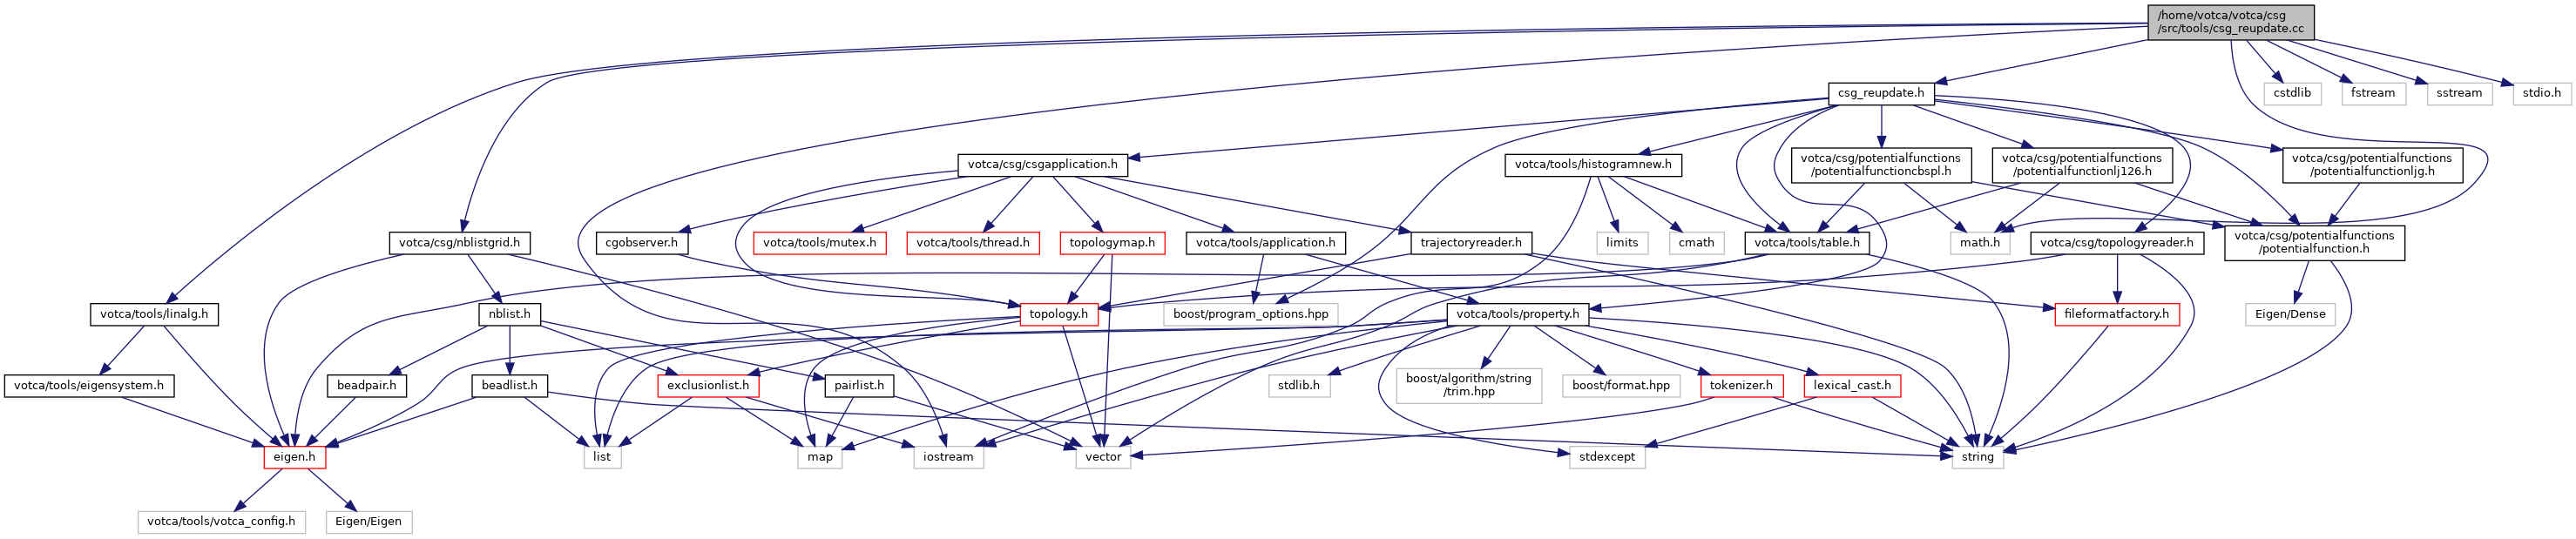 /home/votca/votca/csg
/src/tools/csg_reupdate.cc
csg_reupdate.h
cstdlib
fstream
sstream
stdio.h
votca/csg/csgapplication.h
votca/tools/histogramnew.h
votca/csg/potentialfunctions
/potentialfunctioncbspl.h
votca/csg/potentialfunctions
/potentialfunctionlj126.h
votca/csg/potentialfunctions
/potentialfunctionljg.h
votca/csg/nblistgrid.h
cgobserver.h
votca/tools/mutex.h
votca/tools/thread.h
topologymap.h
votca/tools/application.h
trajectoryreader.h
limits
cmath
votca/tools/table.h
math.h
votca/csg/topologyreader.h
votca/csg/potentialfunctions
/potentialfunction.h
votca/tools/linalg.h
nblist.h
topology.h
boost/program_options.hpp
votca/tools/property.h
fileformatfactory.h
Eigen/Dense
votca/tools/eigensystem.h
beadpair.h
beadlist.h
exclusionlist.h
pairlist.h
stdlib.h
boost/algorithm/string
/trim.hpp
boost/format.hpp
tokenizer.h
lexical_cast.h
eigen.h
list
map
iostream
vector
stdexcept
string
votca/tools/votca_config.h
Eigen/Eigen